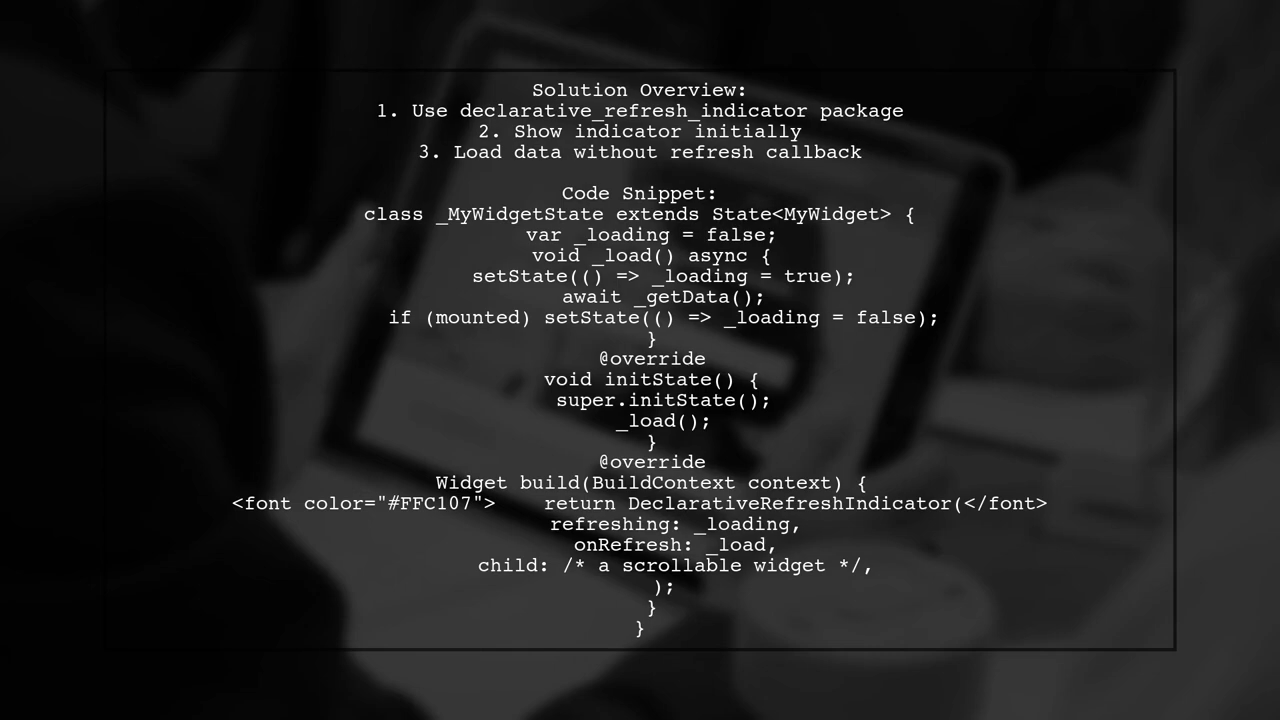 Solution Overview:
1. Use declarative_refresh_indicator package
2. Show indicator initially
3. Load data without refresh callback
Code Snippet:
class _MyWidgetState extends State<MyWidget> {
var _loading = false;
void _load() async {
setState(() => _loading = true);
await _getData();
if (mounted) setState(() => _loading = false);
}
@override
void initState() {
super.initState();
_load();
}
@override
Widget build(BuildContext context) {
<font color="#FFC107">    return DeclarativeRefreshIndicator(</font>
refreshing: _loading,
onRefresh: _load,
child: /* a scrollable widget */,
);
}
}